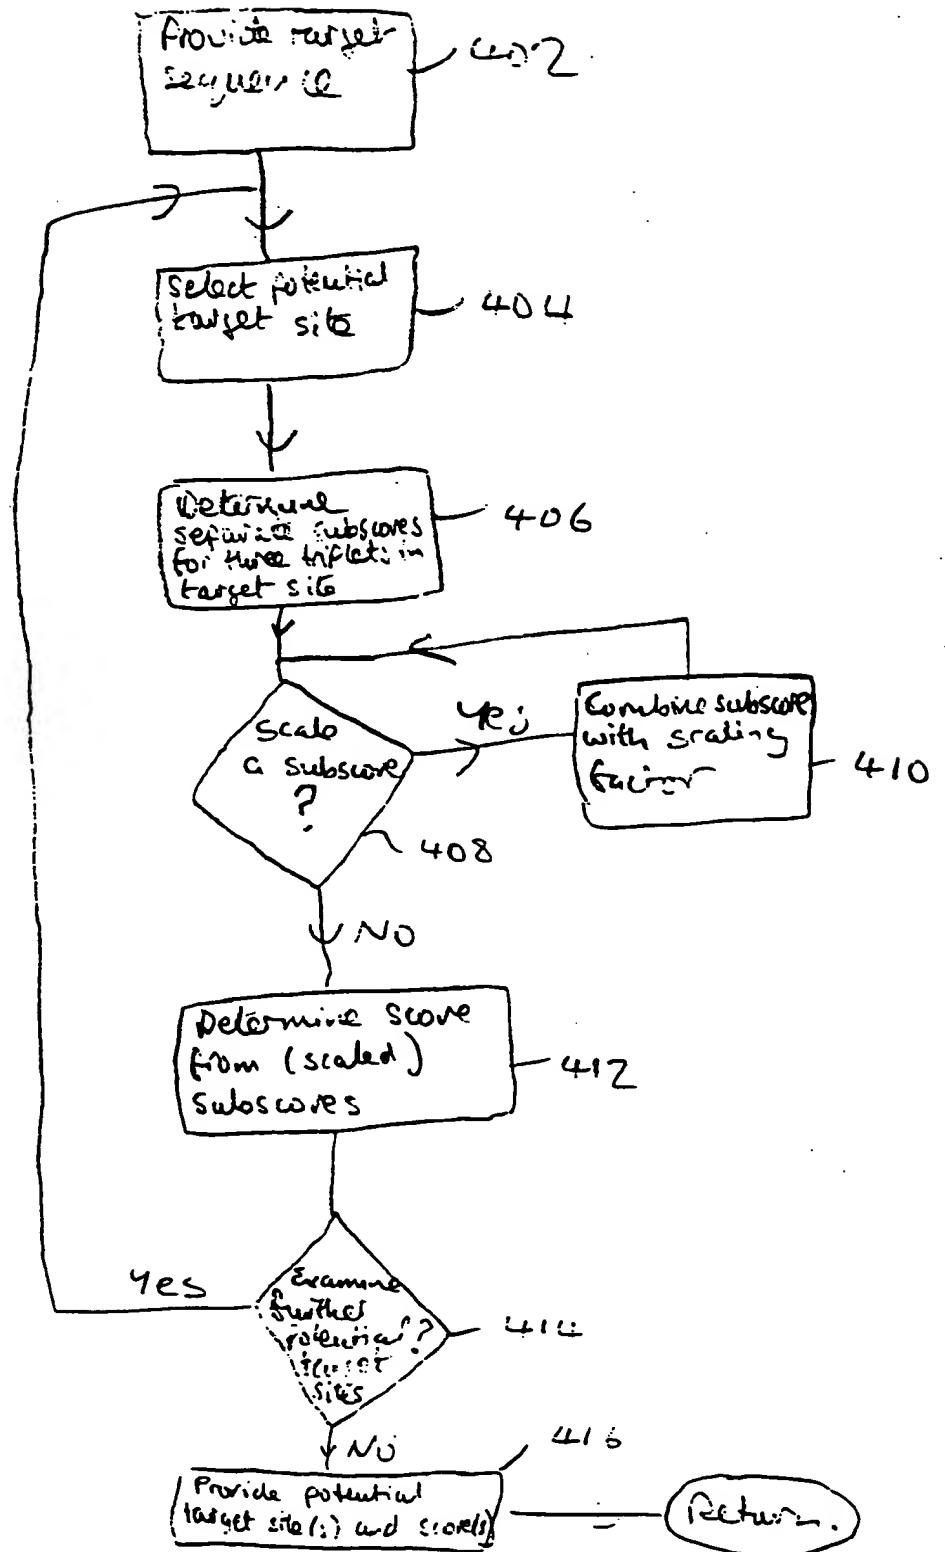 Provide target
sequence
402
Select potential
target site
404
Determine
separate subscores
for three triplets in
target site
406
Scale
a subscore
?
408
Yes
Combine subscore
with scaling
factor
410
NO
Determine score
from (scaled)
subscores
412
Yes
Examine
further
potential ?
target
sites
414
NO
416
Provide potential
target site(s) and score(s)
Return.